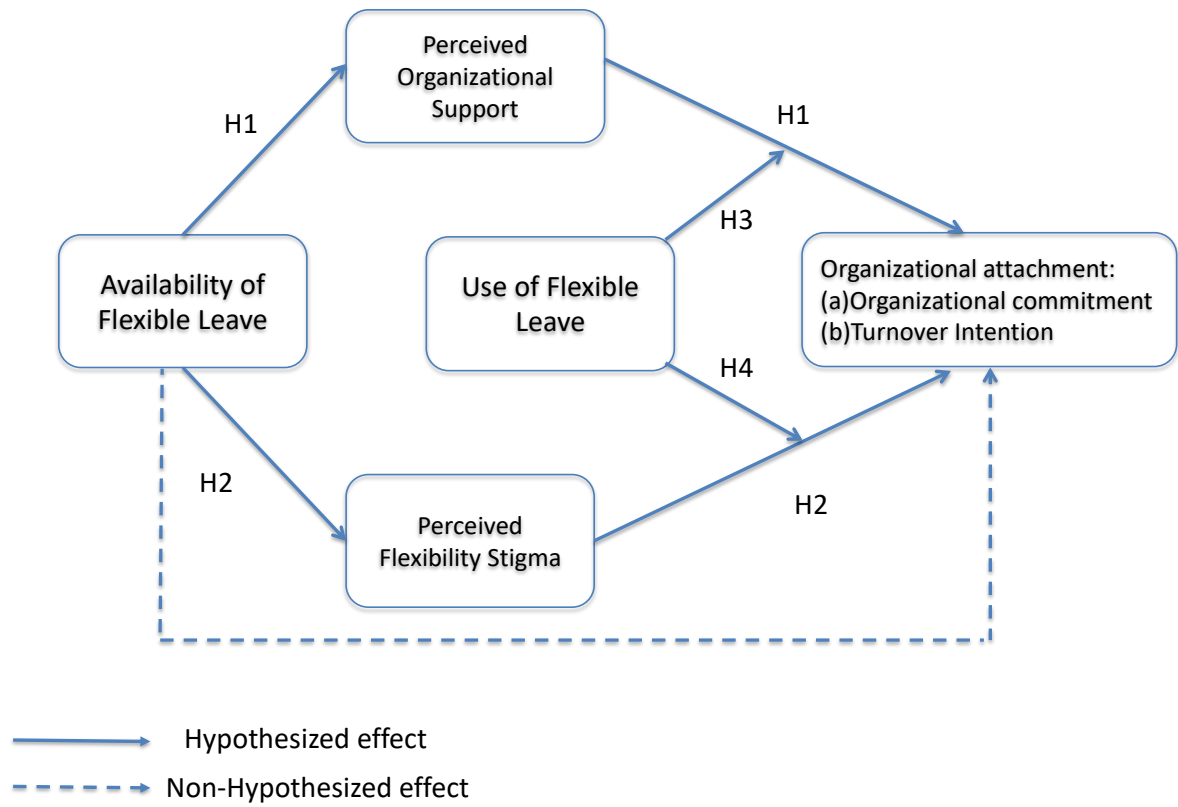 Perceived
Organizational
Support
H1
H1
H3
Availability of
Flexible Leave
Use of Flexible
Leave
Organizational attachment:
(a)Organizational commitment
(b)Turnover Intention
H4
H2
H2
Perceived
Flexibility Stigma
Hypothesized effect
Non-Hypothesized effect